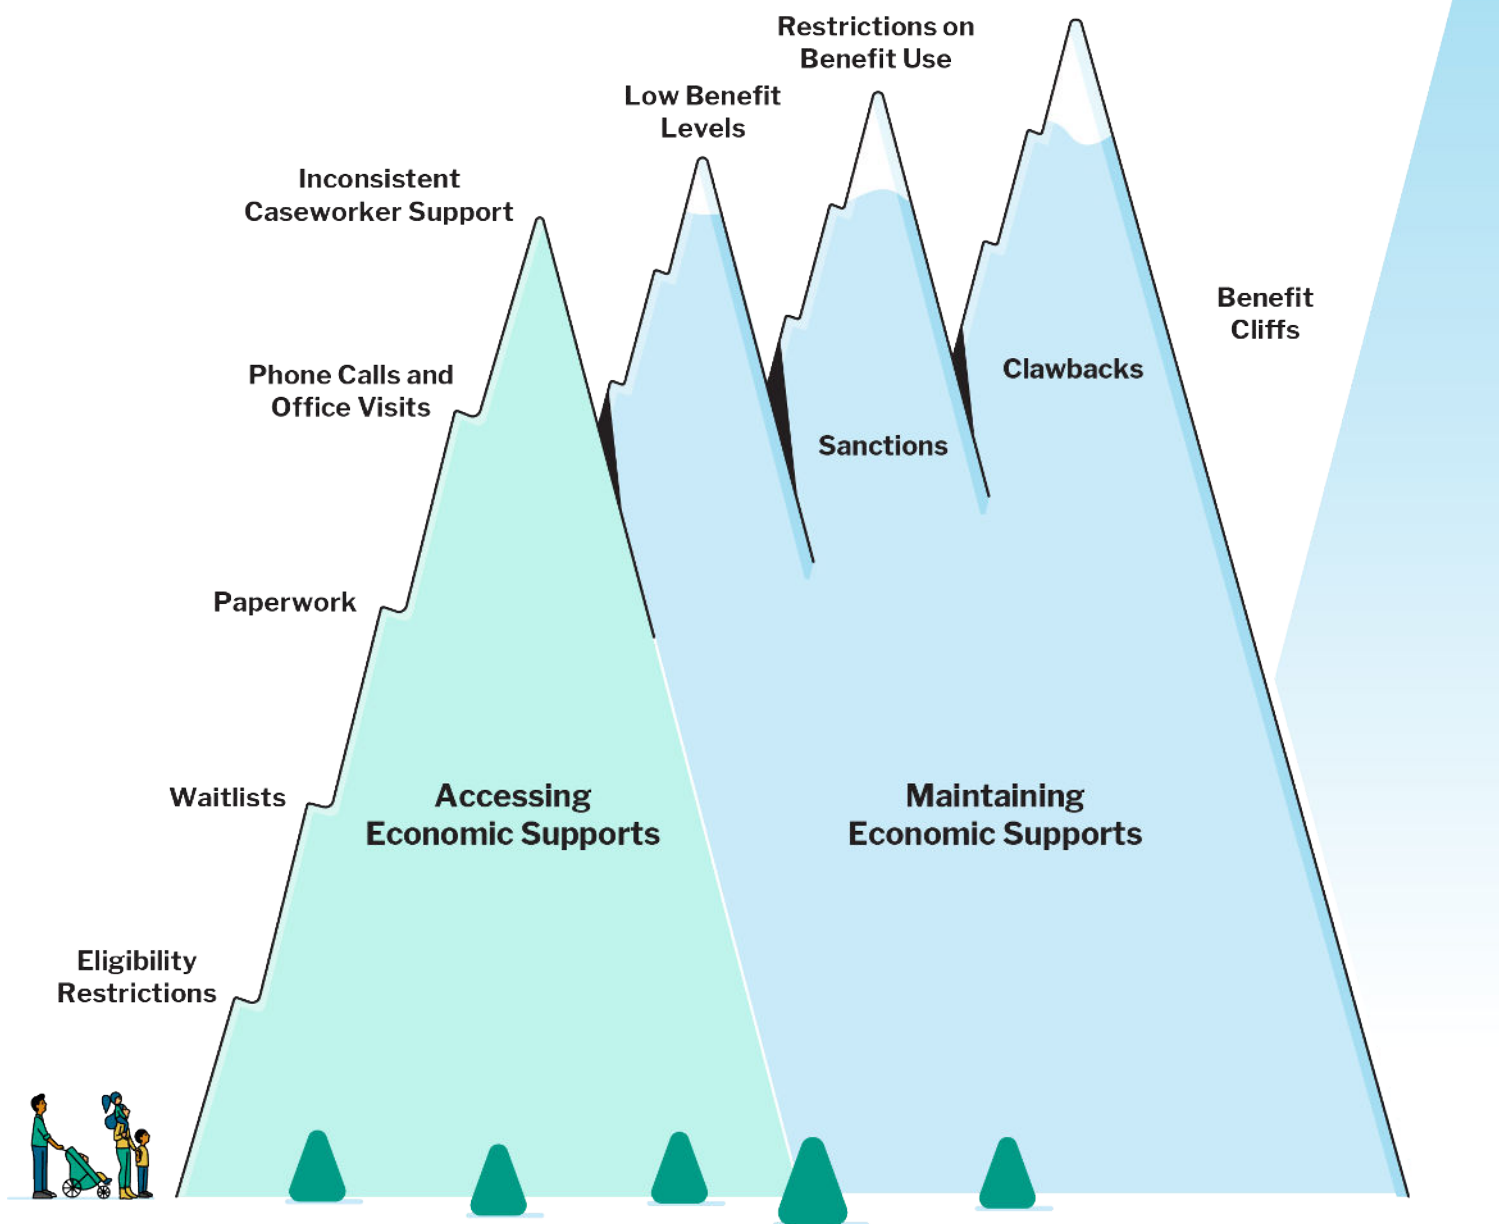 Restrictions on
Benefit Use
Low Benefit
Levels
Inconsistent
Caseworker Support
Benefit
Cliffs
Phone Calls and
Office Visits
Clawbacks
Sanctions
Paperwork
Waitlists
Accessing
Economic Supports
Maintaining
Economic Supports
Eligibility
Restrictions